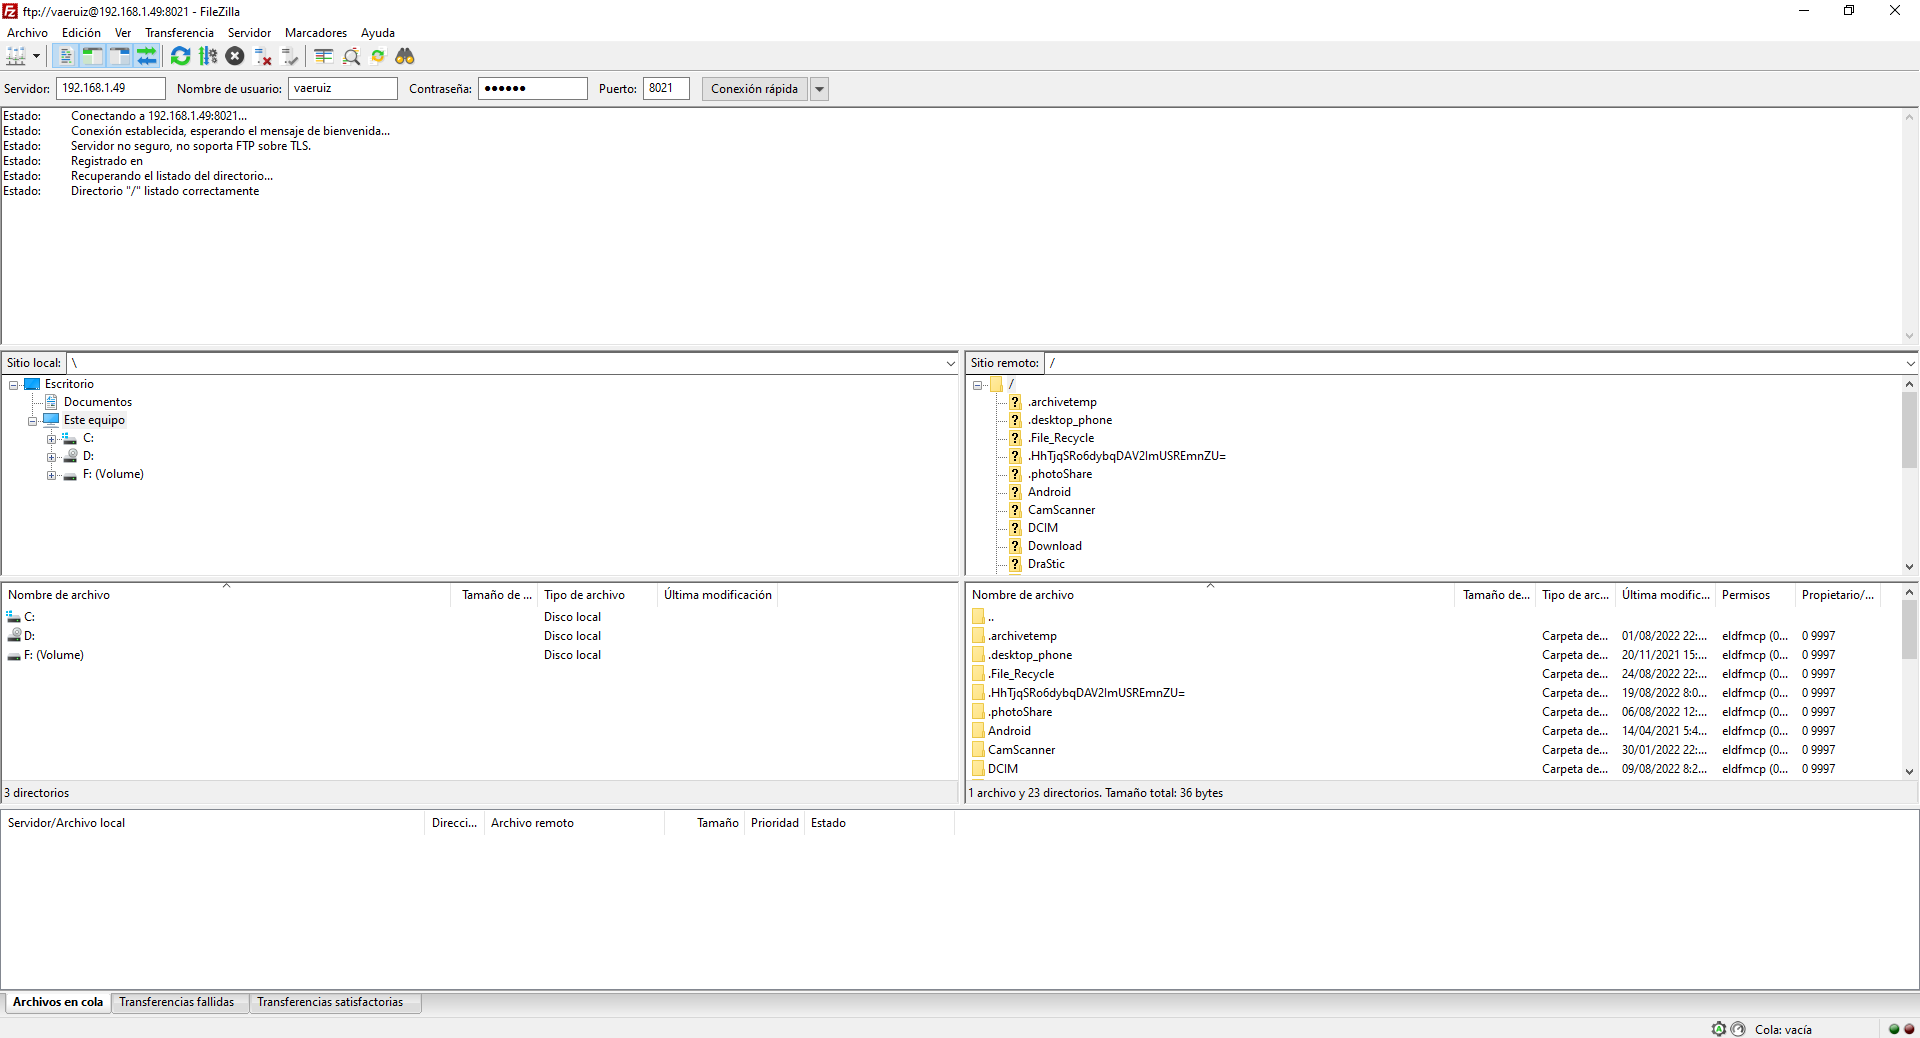 ftp://vaeruiz@192.168.1.49:8021 - FileZilla
Archivo Edición Ver Transferencia Servidor Marcadores Ayuda
Servidor: 192.168.1.49 Nombre de usuario: vaeruiz Contraseña: ●●●●●● Puerto: 8021 Conexión rápida
Estado: Conectando a 192.168.1.49:8021...
Estado: Conexión establecida, esperando el mensaje de bienvenida...
Estado: Servidor no seguro, no soporta FTP sobre TLS.
Estado: Registrado en
Estado: Recuperando el listado del directorio...
Estado: Directorio "/" listado correctamente
Sitio local: \
Escritorio
Documentos
Este equipo
C:
D:
F: (Volume)
Sitio remoto: /
/
.archivetemp
.desktop_phone
.File_Recycle
.HhTjqSRo6dybqDAV2ImUSREmnZU=
.photoShare
Android
CamScanner
DCIM
Download
DraStic
Nombre de archivo Tamaño de ... Tipo de archivo Última modificación
C: Disco local
D: Disco local
F: (Volume) Disco local
3 directorios
Nombre de archivo Tamaño de... Tipo de arc... Última modific... Permisos Propietario/...
..
.archivetemp Carpeta de... 01/08/2022 22:... eldfmcp (0... 0 9997
.desktop_phone Carpeta de... 20/11/2021 15:... eldfmcp (0... 0 9997
.File_Recycle Carpeta de... 24/08/2022 22:... eldfmcp (0... 0 9997
.HhTjqSRo6dybqDAV2ImUSREmnZU= Carpeta de... 19/08/2022 8:0... eldfmcp (0... 0 9997
.photoShare Carpeta de... 06/08/2022 12:... eldfmcp (0... 0 9997
Android Carpeta de... 14/04/2021 5:4... eldfmcp (0... 0 9997
CamScanner Carpeta de... 30/01/2022 22:... eldfmcp (0... 0 9997
DCIM Carpeta de... 09/08/2022 8:2... eldfmcp (0... 0 9997
1 archivo y 23 directorios. Tamaño total: 36 bytes
Servidor/Archivo local Direcci... Archivo remoto Tamaño Prioridad Estado
Archivos en cola Transferencias fallidas Transferencias satisfactorias
Cola: vacía